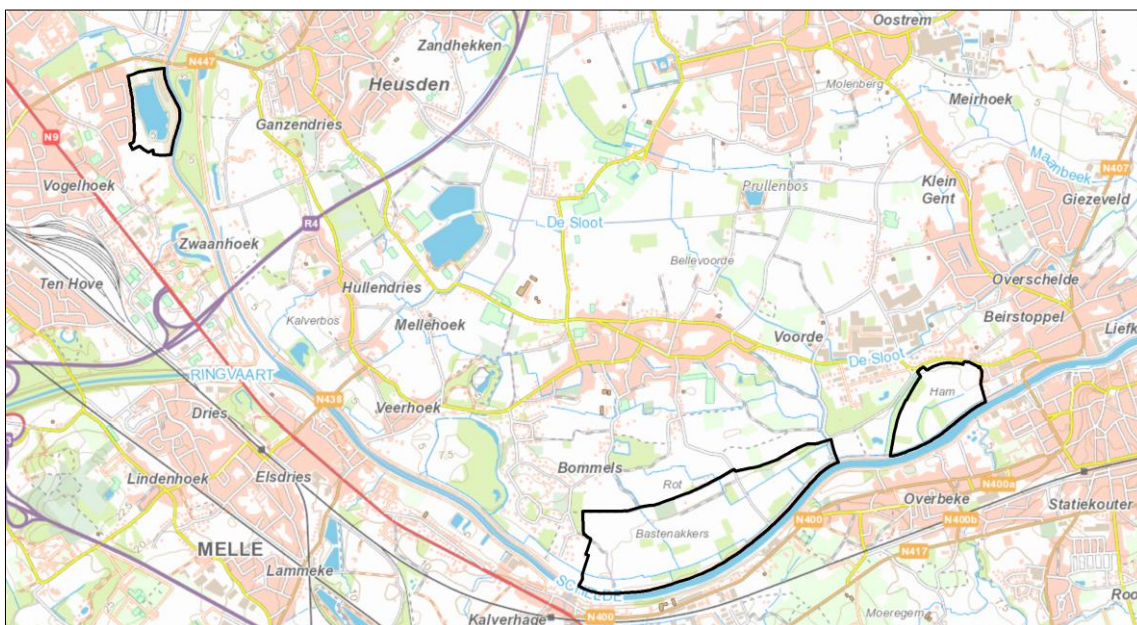 Oostrem
Zandhekken
N447
Heusden
Molenberg
Meirhoek
N9
Ganzendries
Maanbeek
N407
Vogelhoek
Klein
Gent
Prullenbos
Giezeveld
R4
De Sloot
Zwaanhoek
Bellevoorde
Ten Hove
Hullendries
Overschelde
Kalverbos
Mellehoek
Voorde
Beirstoppel
Liefk
De Sloot
RINGVAART
N438
Veerhoek
Ham
Dries
Lindenhoek
Elsdries
Bommels
Rot
N400a
Overbeke
Statiekouter
N400
N400b
Bastenakkers
MELLE
N417
Lammeke
SCHELDE
Kalverhage
N400
Moeregem
Roo